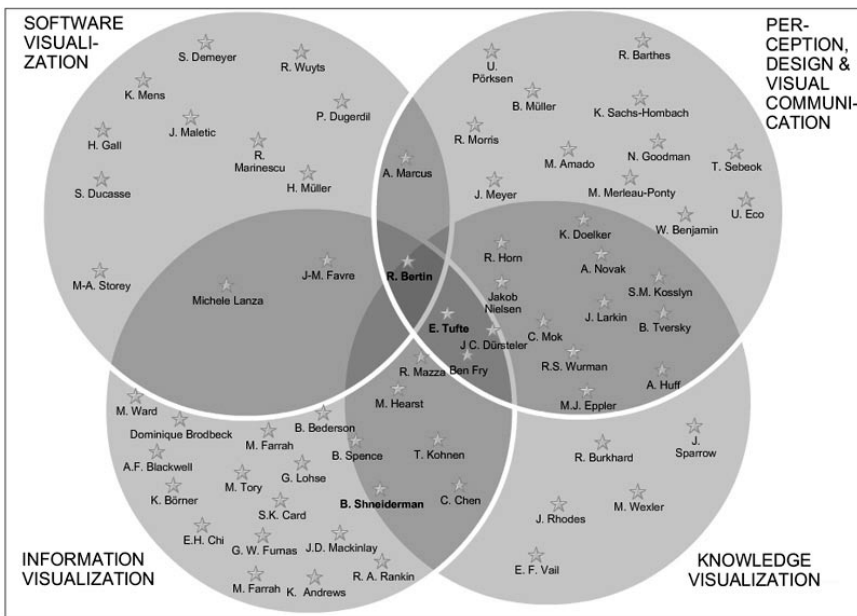 SOFTWARE
VISUALI-
ZATION
PER-
CEPTION,
DESIGN &
VISUAL
COMMUNI-
CATION
S. Demeyer
R. Wuyts
K. Mens
P. Dugerdil
J. Maletic
H. Gall
R.
Marinescu
H. Müller
S. Ducasse
A. Marcus
M-A. Storey
Michele Lanza
J-M. Favre
R. Bertin
U.
Pörksen
R. Barthes
B. Müller
K. Sachs-Hombach
R. Morris
N. Goodman
M. Amado
T. Sebeok
J. Meyer
M. Merleau-Ponty
U. Eco
W. Benjamin
K. Doelker
R. Horn
A. Novak
S.M. Kosslyn
Jakob
Nielsen
J. Larkin
B. Tversky
E. Tufte
C. Mok
J C. Dürsteler
R.S. Wurman
R. Mazza
Ben Fry
A. Huff
M. Hearst
M.J. Eppler
M. Ward
Dominique Brodbeck
B. Bederson
M. Farrah
B. Spence
T. Kohnen
A.F. Blackwell
G. Lohse
M. Tory
K. Börner
S.K. Card
B. Shneiderman
C. Chen
E.H. Chi
G. W. Furnas
J.D. Mackinlay
M. Farrah
K. Andrews
R. A. Rankin
J.
Sparrow
R. Burkhard
M. Wexler
J. Rhodes
E. F. Vail
INFORMATION
VISUALIZATION
KNOWLEDGE
VISUALIZATION